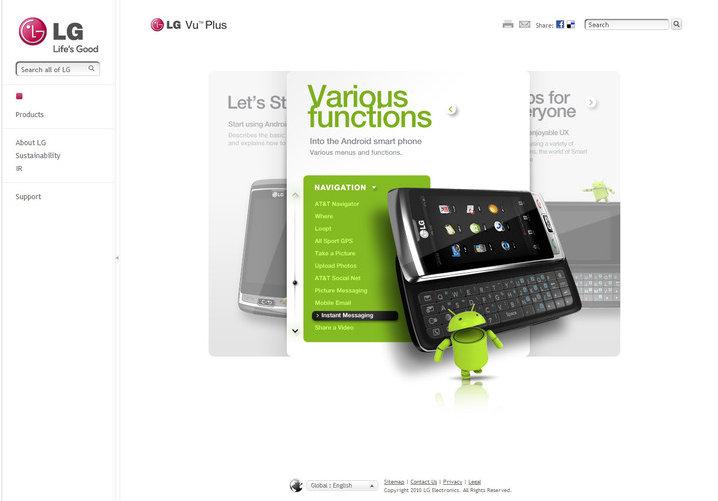 LG
Life's Good
Search all of LG
Products
About LG
Sustainability
IR
Support
LG Vu™ Plus
Share:
Search
Let's St
Start using Androi
Describes the basic
and explains how to
Various
functions
Into the Android smart phone
Various menus and functions.
NAVIGATION
AT&T Navigator
Where
Loopt
All Sport GPS
Take a Picture
Upload Photos
AT&T Social Net
Picture Messaging
Mobile Email
> Instant Messaging
Share a Video
LG
LG
ps for
eryone
enjoyable UX
using a variety of
s, the world of Smart
Global : English
Sitemap | Contact Us | Privacy | Legal
Copyright 2010 LG Electronics. All Rights Reserved.